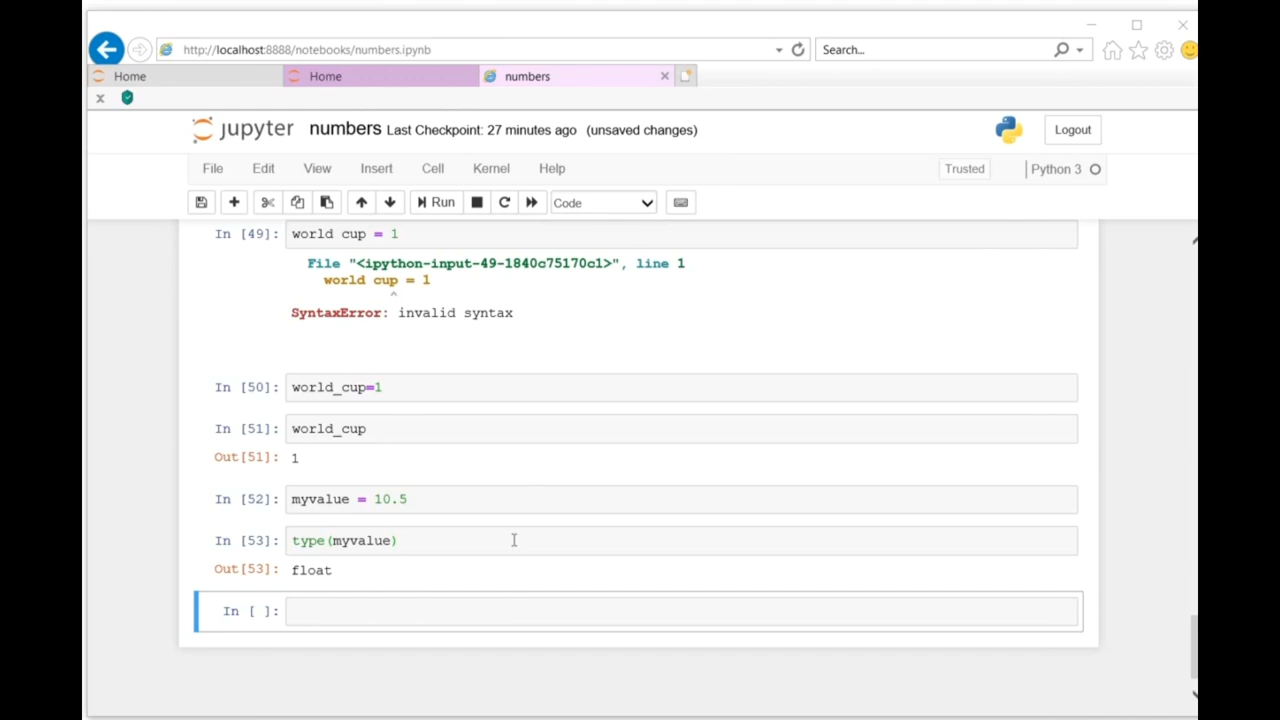 http://localhost:8888/notebooks/numbers.ipynb
Search...
Home
Home
numbers
jupyter numbers Last Checkpoint: 27 minutes ago (unsaved changes)
Logout
File Edit View Insert Cell Kernel Help
Trusted
Python 3
Run
Code
In [49]: world cup = 1
File "<ipython-input-49-1840c75170c1>", line 1
world cup = 1
^
SyntaxError: invalid syntax
In [50]: world_cup=1
In [51]: world_cup
Out[51]: 1
In [52]: myvalue = 10.5
In [53]: type(myvalue)
Out[53]: float
In [ ]: